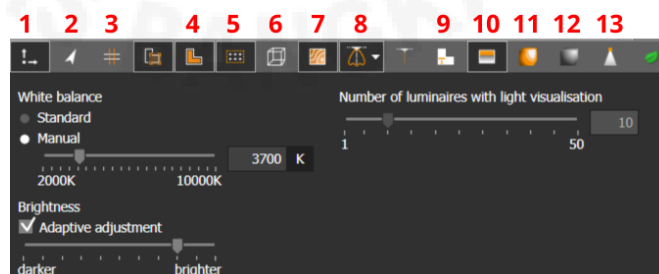 1 2 3 4 5 6 7 8 9 10 11 12 13
White balance
Standard
Manual
3700 K
2000K 10000K
Brightness
Adaptive adjustment
darker brighter
Number of luminaires with light visualisation
10
1 50